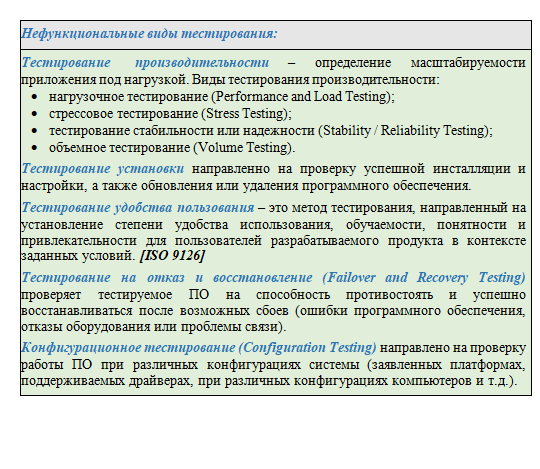 Нефункциональные виды тестирования:
Тестирование производительности – определение масштабируемости
приложения под нагрузкой. Виды тестирования производительности:
• нагрузочное тестирование (Performance and Load Testing);
• стрессовое тестирование (Stress Testing);
• тестирование стабильности или надежности (Stability / Reliability Testing);
• объемное тестирование (Volume Testing).
Тестирование установки направленно на проверку успешной инсталляции и
настройки, а также обновления или удаления программного обеспечения.
Тестирование удобства пользования – это метод тестирования, направленный на
установление степени удобства использования, обучаемости, понятности и
привлекательности для пользователей разрабатываемого продукта в контексте
заданных условий. [ISO 9126]
Тестирование на отказ и восстановление (Failover and Recovery Testing)
проверяет тестируемое ПО на способность противостоять и успешно
восстанавливаться после возможных сбоев (ошибки программного обеспечения,
отказы оборудования или проблемы связи).
Конфигурационное тестирование (Configuration Testing) направлено на проверку
работы ПО при различных конфигурациях системы (заявленных платформах,
поддерживаемых драйверах, при различных конфигурациях компьютеров и т.д.).